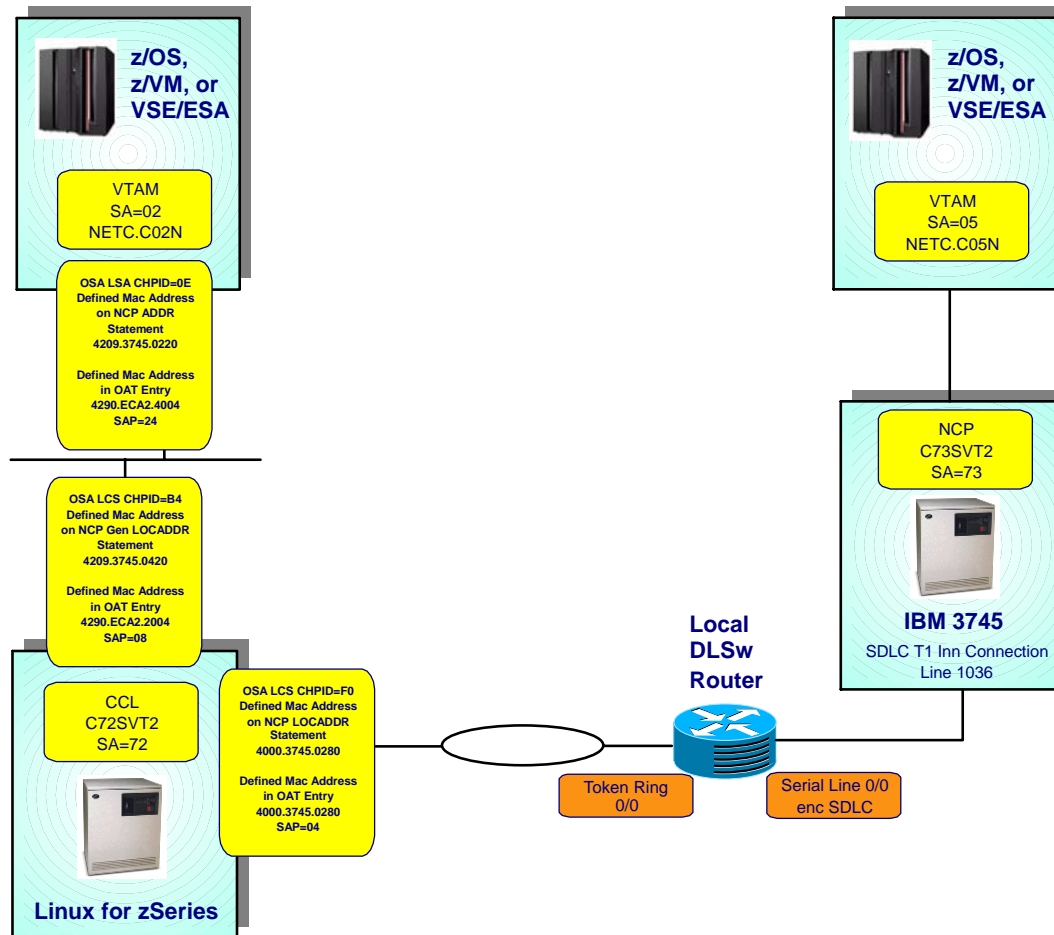 z/OS,
z/VM, or
VSE/ESA
VTAM
SA=02
NETC.C02N
OSA LSA CHPID=0E
Defined Mac Address
on NCP ADDR
Statement
4209.3745.0220
Defined Mac Address
in OAT Entry
4290.ECA2.4004
SAP=24
OSA LCS CHPID=B4
Defined Mac Address
on NCP Gen LOCADDR
Statement
4209.3745.0420
Defined Mac Address
in OAT Entry
4290.ECA2.2004
SAP=08
CCL
C72SVT2
SA=72
Linux for zSeries
OSA LCS CHPID=F0
Defined Mac Address
on NCP LOCADDR
Statement
4000.3745.0280
Defined Mac Address
in OAT Entry
4000.3745.0280
SAP=04
Local
DLSw
Router
Token Ring
0/0
Serial Line 0/0
enc SDLC
z/OS,
z/VM, or
VSE/ESA
VTAM
SA=05
NETC.C05N
NCP
C73SVT2
SA=73
IBM 3745
SDLC T1 Inn Connection
Line 1036